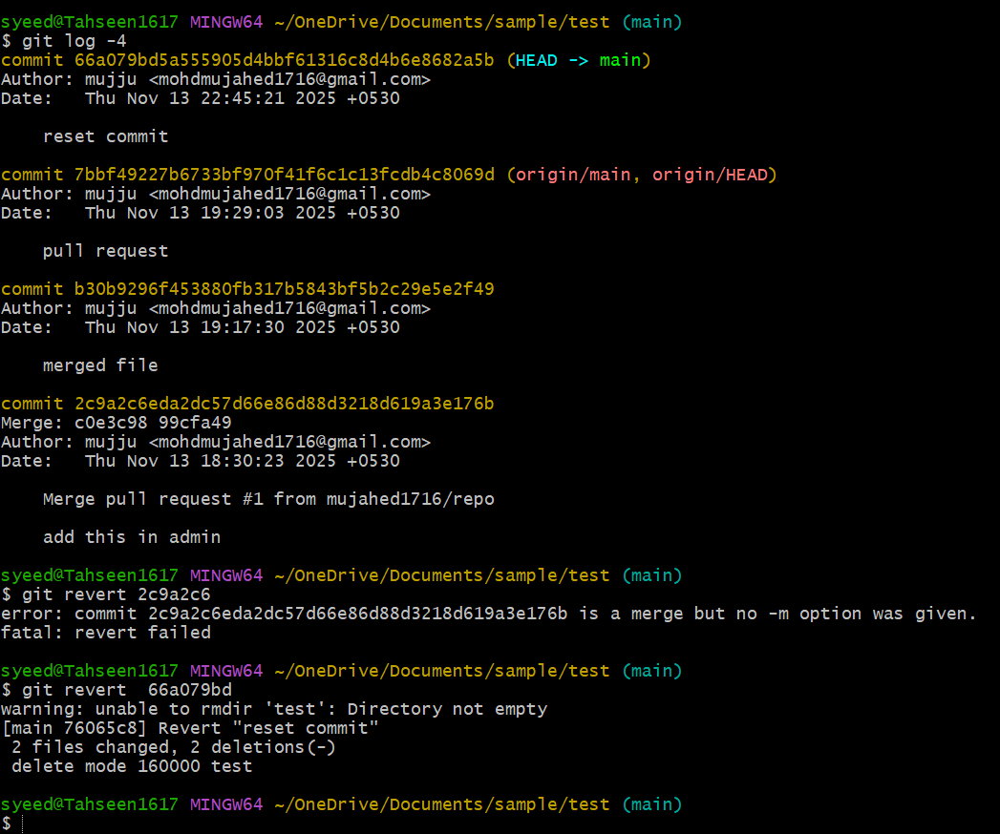 syeed@Tahseen1617 MINGW64 ~/OneDrive/Documents/sample/test (main)
$ git log -4
commit 66a079bd5a555905d4bbf61316c8d4b6e8682a5b (HEAD -> main)
Author: mujju <mohdmujahed1716@gmail.com>
Date:   Thu Nov 13 22:45:21 2025 +0530

    reset commit

commit 7bbf49227b6733bf970f41f6c1c13fcdb4c8069d (origin/main, origin/HEAD)
Author: mujju <mohdmujahed1716@gmail.com>
Date:   Thu Nov 13 19:29:03 2025 +0530

    pull request

commit b30b9296f453880fb317b5843bf5b2c29e5e2f49
Author: mujju <mohdmujahed1716@gmail.com>
Date:   Thu Nov 13 19:17:30 2025 +0530

    merged file

commit 2c9a2c6eda2dc57d66e86d88d3218d619a3e176b
Merge: c0e3c98 99cfa49
Author: mujju <mohdmujahed1716@gmail.com>
Date:   Thu Nov 13 18:30:23 2025 +0530

    Merge pull request #1 from mujahed1716/repo

    add this in admin

syeed@Tahseen1617 MINGW64 ~/OneDrive/Documents/sample/test (main)
$ git revert 2c9a2c6
error: commit 2c9a2c6eda2dc57d66e86d88d3218d619a3e176b is a merge but no -m option was given.
fatal: revert failed

syeed@Tahseen1617 MINGW64 ~/OneDrive/Documents/sample/test (main)
$ git revert  66a079bd
warning: unable to rmdir 'test': Directory not empty
[main 76065c8] Revert "reset commit"
 2 files changed, 2 deletions(-)
 delete mode 160000 test

syeed@Tahseen1617 MINGW64 ~/OneDrive/Documents/sample/test (main)
$